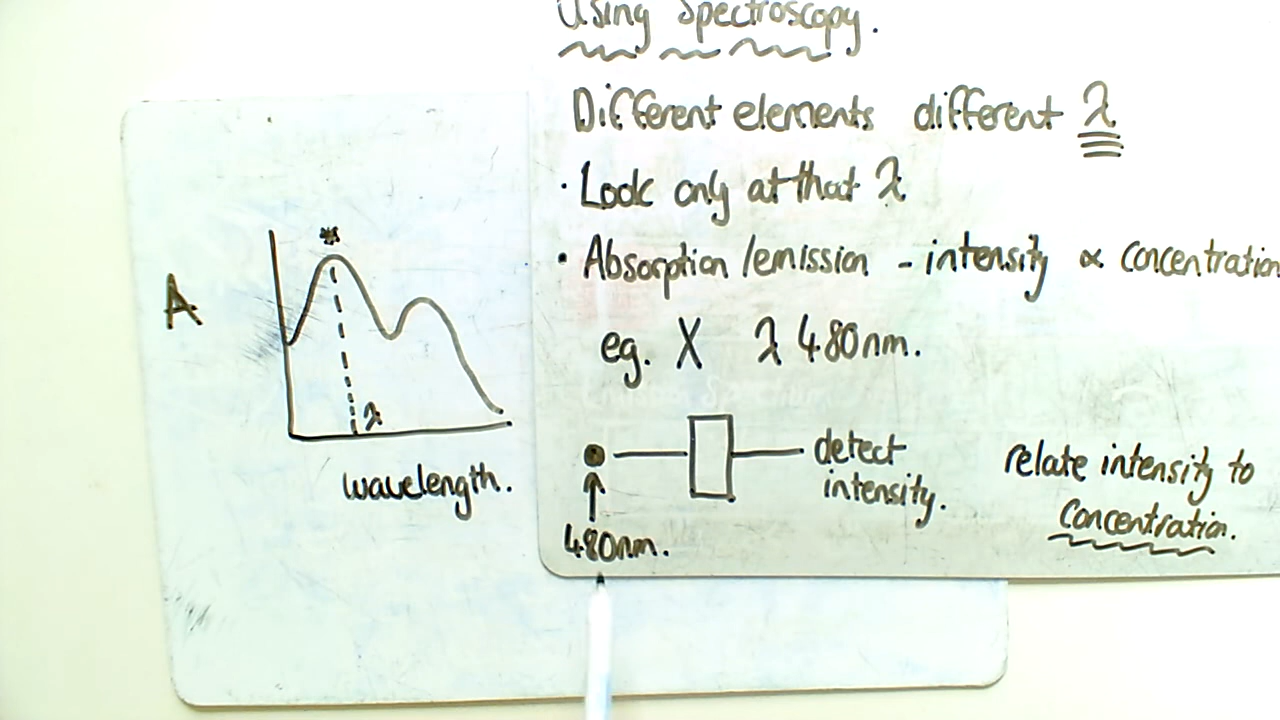 Using Spectroscopy.
Different elements different λ
· Look only at that λ
· Absorption / emission - intensity ∝ concentration
eg. X λ 480nm.
*
A
λ
wavelength.
detect
intensity.
480nm.
relate intensity to
concentration.